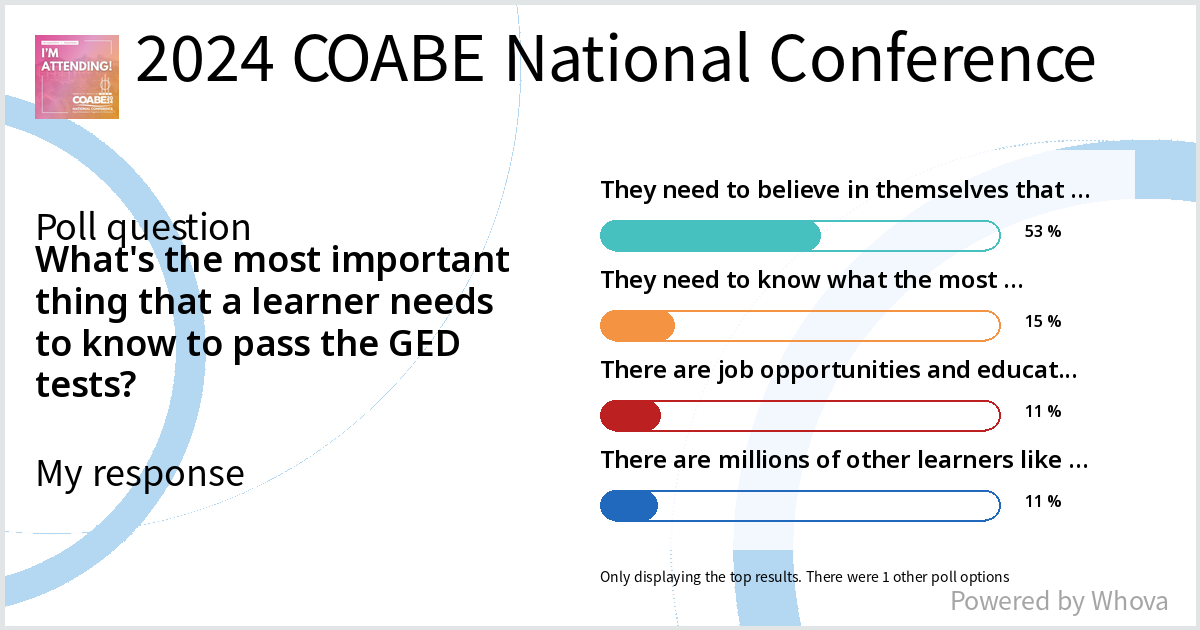 I'M
ATTENDING!
COABE
2024 COABE National Conference
Poll question
What's the most important
thing that a learner needs
to know to pass the GED
tests?
My response
They need to believe in themselves that ...
53 %
They need to know what the most ...
15 %
There are job opportunities and educat...
11 %
There are millions of other learners like ...
11 %
Only displaying the top results. There were 1 other poll options
Powered by Whova